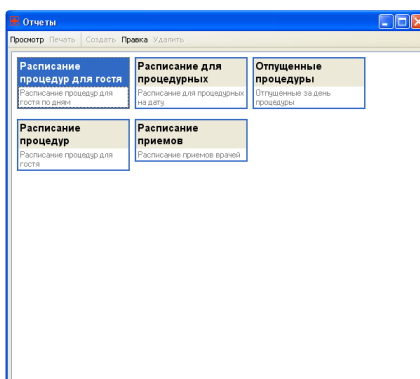 Отчеты
Просмотр Печать Создать Правка Удалить
Расписание
процедур для гостя
Расписание процедур для
гостя по дням
Расписание для
процедурных
Расписание для процедурных
на дату
Отпущенные
процедуры
Отпущенные за день
процедуры
Расписание
процедур
Расписание процедур для
гостя
Расписание
приемов
Расписание приемов врачей